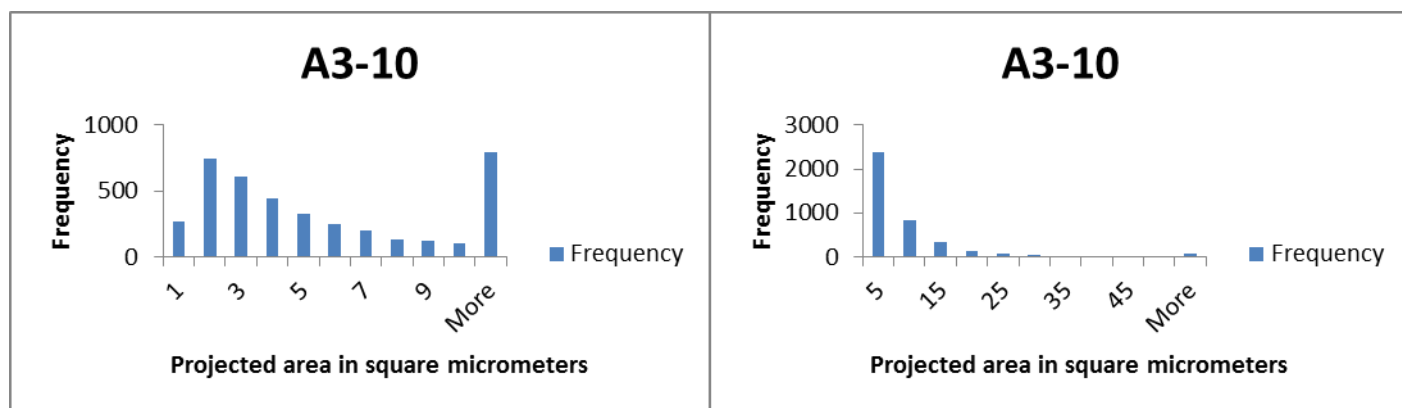 A3-10
Frequency
1000
500
0
1
3
5
7
9
More
Frequency
Projected area in square micrometers
A3-10
Frequency
3000
2000
1000
0
5
15
25
35
45
More
Frequency
Projected area in square micrometers